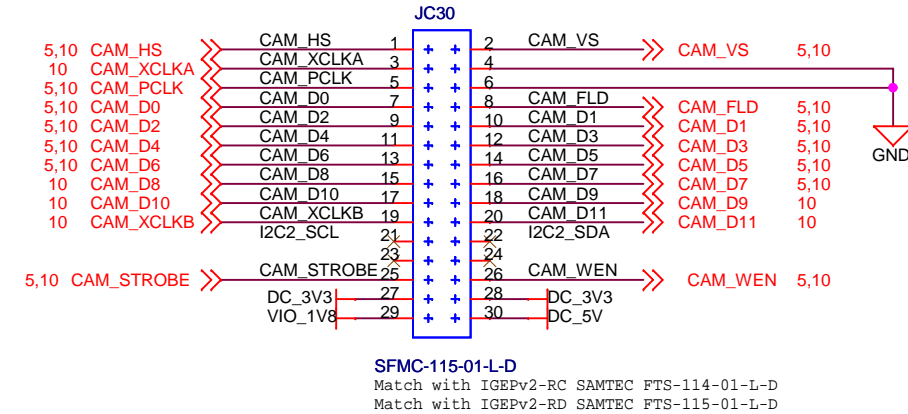 JC30
5,10 CAM_HS CAM_HS 1 2 CAM_VS CAM_VS 5,10
10 CAM_XCLKA CAM_XCLKA 3 4
5,10 CAM_PCLK CAM_PCLK 5 6
5,10 CAM_D0 CAM_D0 7 8 CAM_FLD CAM_FLD 5,10
5,10 CAM_D2 CAM_D2 9 10 CAM_D1 CAM_D1 5,10
5,10 CAM_D4 CAM_D4 11 12 CAM_D3 CAM_D3 5,10
5,10 CAM_D6 CAM_D6 13 14 CAM_D5 CAM_D5 5,10
GND
10 CAM_D8 CAM_D8 15 16 CAM_D7 CAM_D7 5,10
10 CAM_D10 CAM_D10 17 18 CAM_D9 CAM_D9 10
10 CAM_XCLKB CAM_XCLKB 19 20 CAM_D11 CAM_D11 10
I2C2_SCL 21 22 I2C2_SDA
23 24
5,10 CAM_STROBE CAM_STROBE 25 26 CAM_WEN CAM_WEN 5,10
DC_3V3 27 28 DC_3V3
VIO_1V8 29 30 DC_5V
SFMC-115-01-L-D
Match with IGEPv2-RC SAMTEC FTS-114-01-L-D
Match with IGEPv2-RD SAMTEC FTS-115-01-L-D